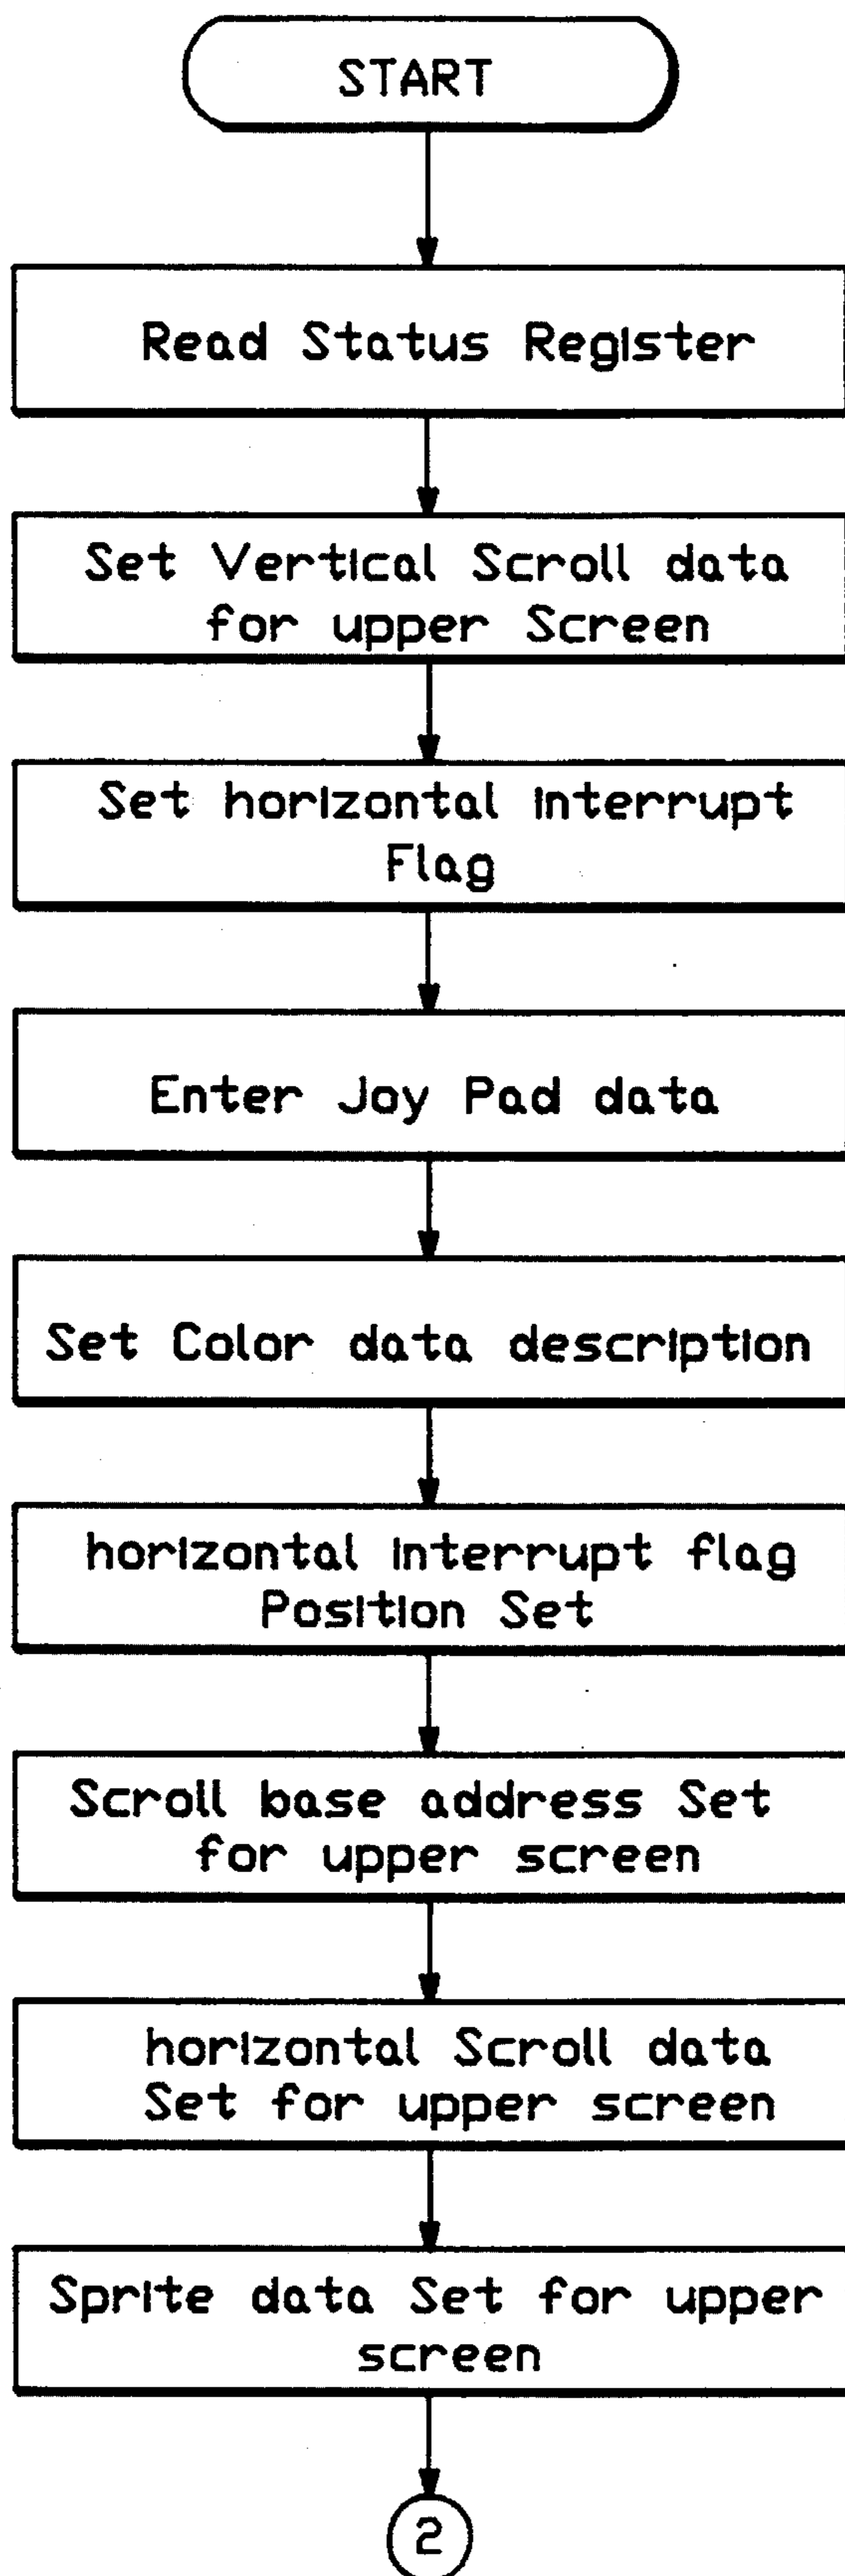 START
Read Status Register
Set Vertical Scroll data
for upper Screen
Set horizontal interrupt
Flag
Enter Joy Pad data
Set Color data description
horizontal interrupt flag
Position Set
Scroll base address Set
for upper screen
horizontal Scroll data
Set for upper screen
Sprite data Set for upper
screen
2